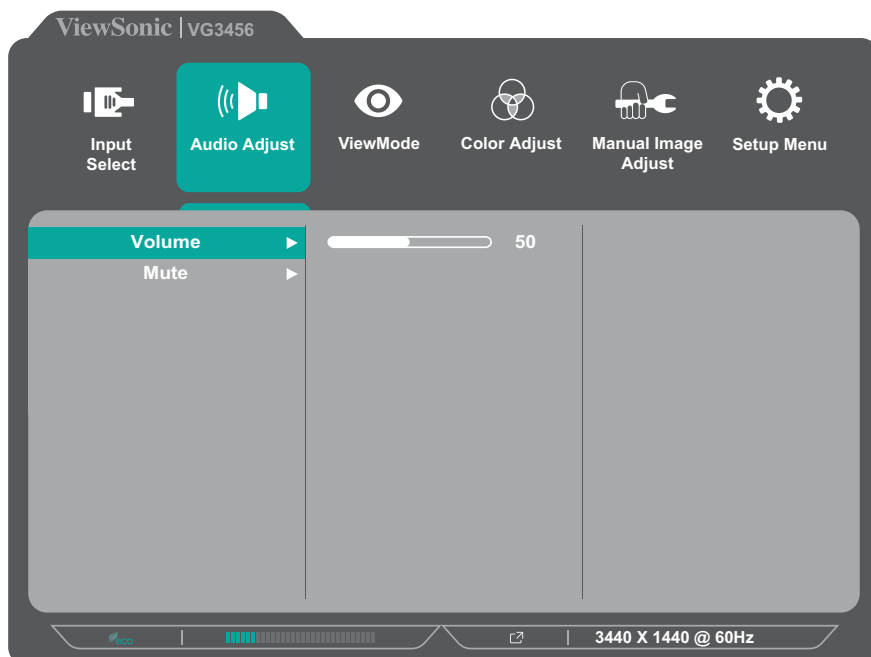 ViewSonic | VG3456
Input
Select
Audio Adjust
ViewMode
Color Adjust
Manual Image
Adjust
Setup Menu
Volume
50
Mute
eco
3440 X 1440 @ 60Hz